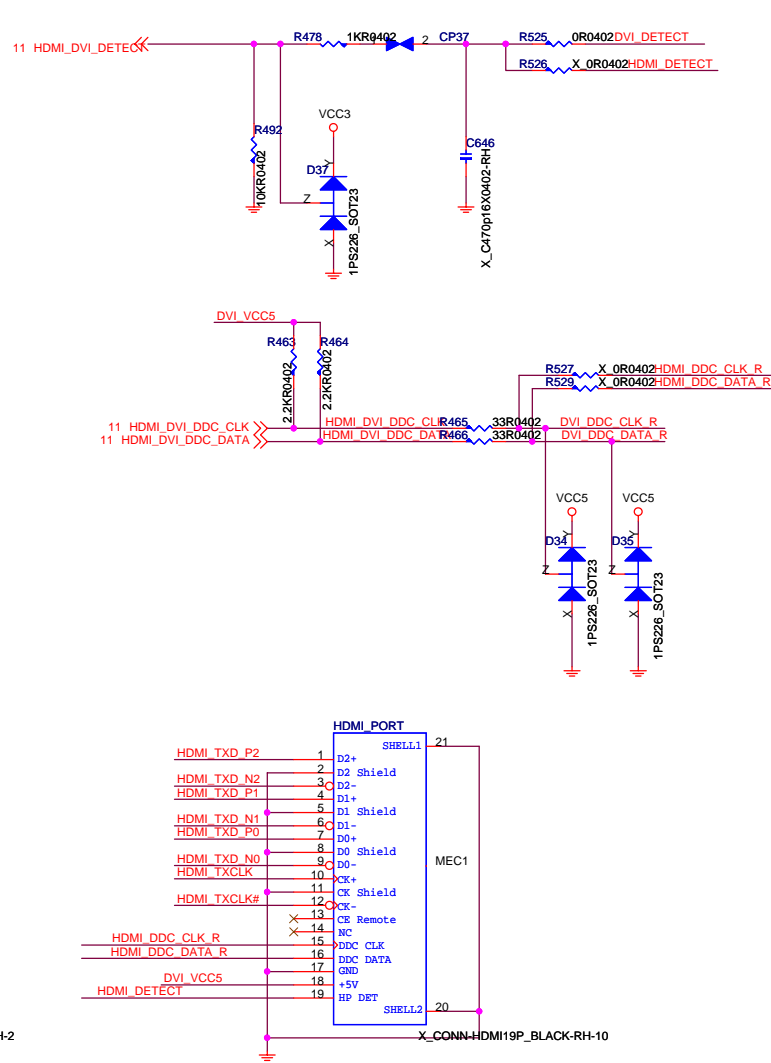 R478 1KR0402 1 2 CP37 R525 0R0402 DVI_DETECT
11 HDMI_DVI_DETECT
R526 X_0R0402 HDMI_DETECT
VCC3
R492
10KR0402
D37
Y
Z
X
1PS226_SOT23
C646
X_C470p16X0402-RH
DVI_VCC5
R463
2.2KR0402
R464
2.2KR0402
R527 X_0R0402 HDMI_DDC_CLK_R
R529 X_0R0402 HDMI_DDC_DATA_R
11 HDMI_DVI_DDC_CLK HDMI_DVI_DDC_CLK R465 33R0402 DVI_DDC_CLK_R
11 HDMI_DVI_DDC_DATA HDMI_DVI_DDC_DATA R466 33R0402 DVI_DDC_DATA_R
VCC5 VCC5
D34
Y
Z
X
1PS226_SOT23
D35
Y
Z
X
1PS226_SOT23
HDMI_PORT
SHELL1 21
HDMI_TXD_P2 1 D2+
2 D2 Shield
HDMI_TXD_N2 3 D2-
HDMI_TXD_P1 4 D1+
5 D1 Shield
HDMI_TXD_N1 6 D1-
HDMI_TXD_P0 7 D0+
8 D0 Shield
MEC1
HDMI_TXD_N0 9 D0-
HDMI_TXCLK 10 CK+
11 CK Shield
HDMI_TXCLK# 12 CK-
13 CE Remote
14 NC
HDMI_DDC_CLK_R 15 DDC CLK
HDMI_DDC_DATA_R 16 DDC DATA
17 GND
DVI_VCC5 18 +5V
HDMI_DETECT 19 HP DET
SHELL2 20
X_CONN-HDMI19P_BLACK-RH-10
H-2